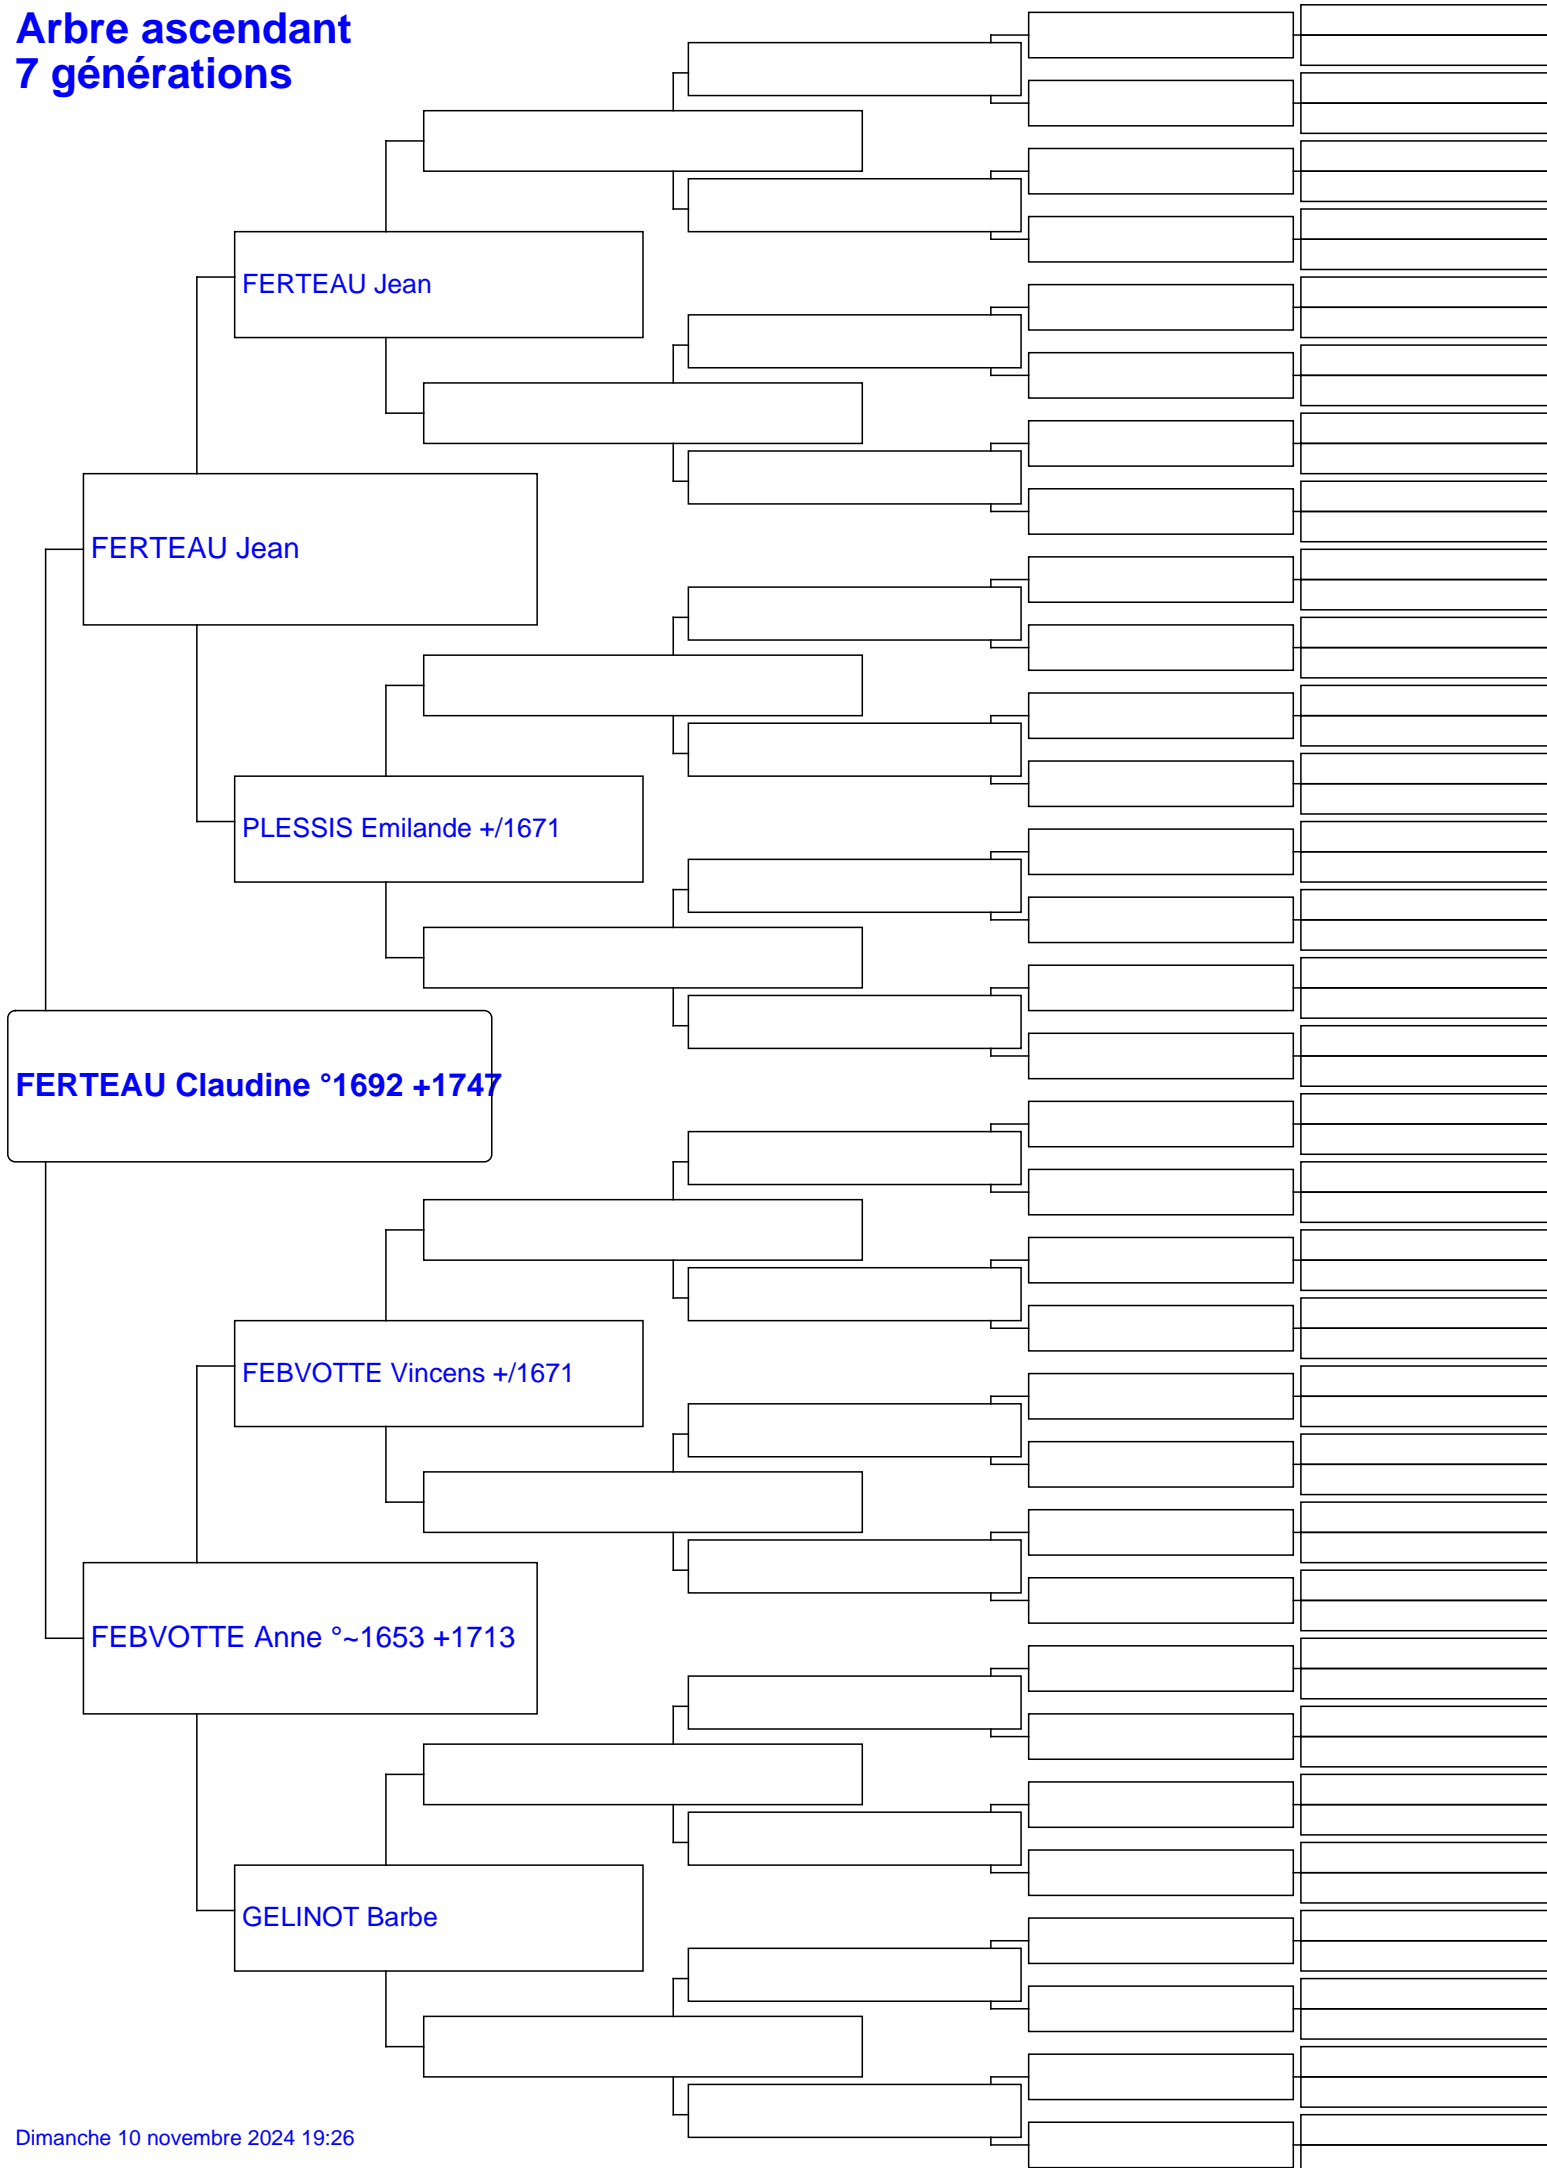 Arbre ascendant
7 générations
FERTEAU Jean
FERTEAU Jean
PLESSIS Emilande +/1671
FERTEAU Claudine °1692 +1747
FEBVOTTE Vincens +/1671
FEBVOTTE Anne °~1653 +1713
GELINOT Barbe
Dimanche 10 novembre 2024 19:26